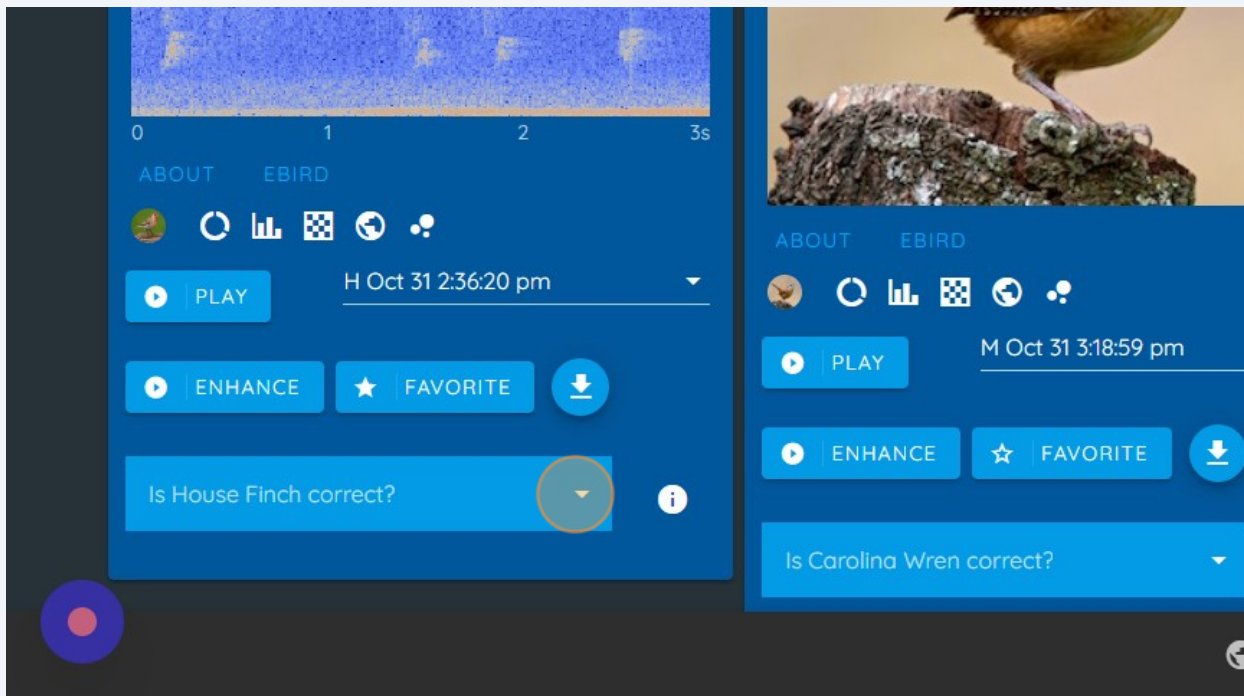 0 1 2 3s
ABOUT EBIRD
H Oct 31 2:36:20 pm
PLAY
ENHANCE FAVORITE
Is House Finch correct?
ABOUT EBIRD
M Oct 31 3:18:59 pm
PLAY
ENHANCE FAVORITE
Is Carolina Wren correct?